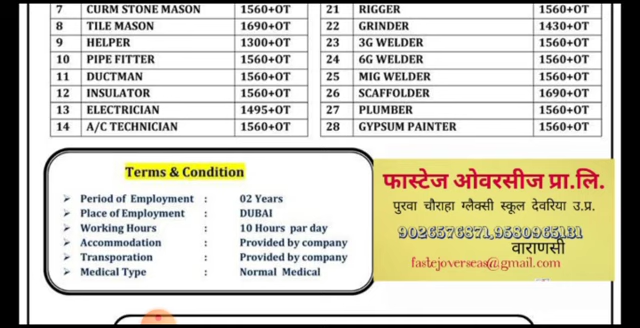 7 CURM STONE MASON 1560+OT 21 RIGGER 1560+OT
8 TILE MASON 1690+OT 22 GRINDER 1430+OT
9 HELPER 1300+OT 23 3G WELDER 1560+OT
10 PIPE FITTER 1560+OT 24 6G WELDER 1560+OT
11 DUCTMAN 1560+OT 25 MIG WELDER 1560+OT
12 INSULATOR 1560+OT 26 SCAFFOLDER 1690+OT
13 ELECTRICIAN 1495+OT 27 PLUMBER 1560+OT
14 A/C TECHNICIAN 1560+OT 28 GYPSUM PAINTER 1560+OT
Terms & Condition
Period of Employment : 02 Years
Place of Employment : DUBAI
Working Hours : 10 Hours par day
Accommodation : Provided by company
Transporation : Provided by company
Medical Type : Normal Medical
फास्टेज ओवरसीज प्रा.लि.
पुरवा चौराहा ग्लैक्सी स्कूल देवरिया उ.प्र.
9026576871,9580965131
वाराणसी
fastejoverseas@gmail.com